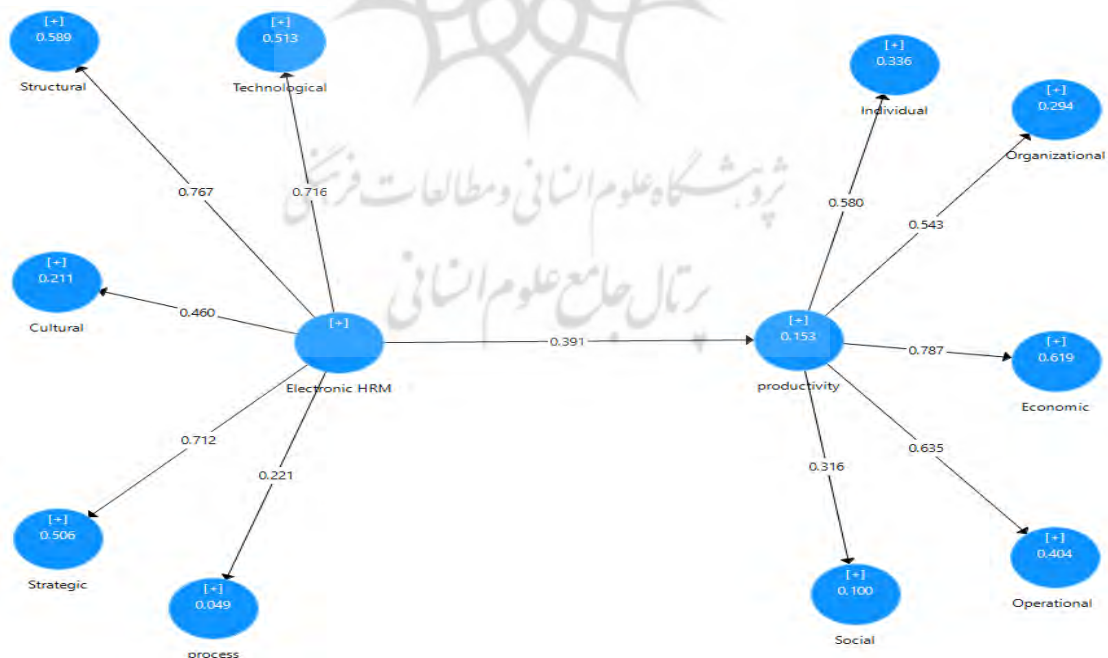 [+]
0.589
Structural
[+]
0.513
Technological
[+]
0.336
Individual
[+]
0.294
Organizational
0.767
0.716
0.580
0.543
پژوهشگاه علوم انسانی و مطالعات فرهنگی
پرتال جامع علوم انسانی
[+]
0.211
Cultural
0.460
[+]
Electronic HRM
0.391
[+]
0.153
productivity
0.787
[+]
0.619
Economic
0.712
0.221
0.316
0.635
[+]
0.506
Strategic
[+]
0.049
process
[+]
0.100
Social
[+]
0.404
Operational